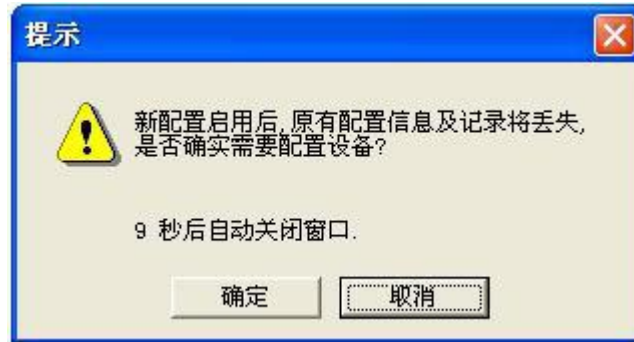 提示
新配置启用后,原有配置信息及记录将丢失,
是否确实需要配置设备?
9 秒后自动关闭窗口.
确定
取消